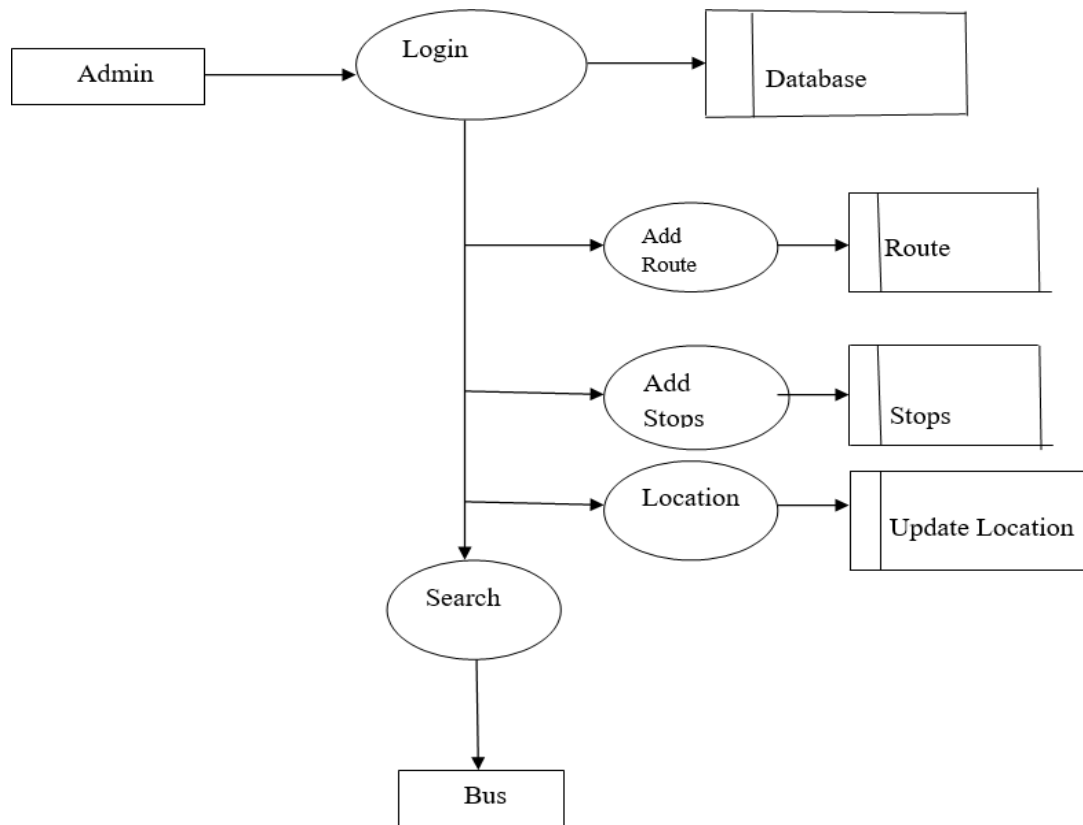 Admin
Login
Database
Add
Route
Route
Add
Stops
Stops
Location
Update Location
Search
Bus